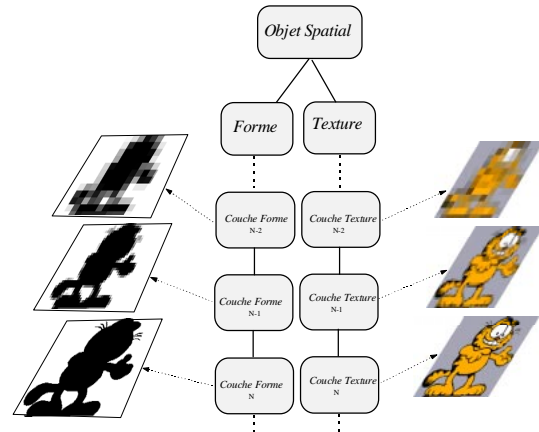 Objet Spatial
Forme
Texture
Couche Forme
N-2
Couche Texture
N-2
Couche Forme
N-1
Couche Texture
N-1
Couche Forme
N
Couche Texture
N